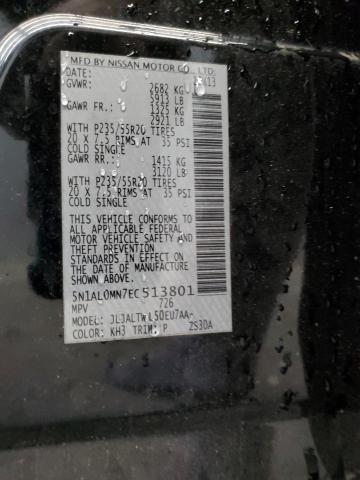 MFD BY NISSAN MOTOR CO., LTD.
DATE: 13
GVWR: 2682 KG
5913 LB
GAWR FR.: 1325 KG
2921 LB
WITH P235/55R20 TIRES
20 X 7.5 RIMS AT 35 PSI
COLD SINGLE
GAWR RR.: 1415 KG
3120 LB
WITH P235/55R20 TIRES
20 X 7.5 RIMS AT 35 PSI
COLD SINGLE
THIS VEHICLE CONFORMS TO
ALL APPLICABLE FEDERAL
MOTOR VEHICLE SAFETY AND
STANDARDS IN EFFECT ON
THE DATE OF MANUFACTURE
SHOWN ABOVE.
5N1AL0MN7EC513801
MPV 726
MODEL:
COLOR: KH3 TRIM: P ZS3DA